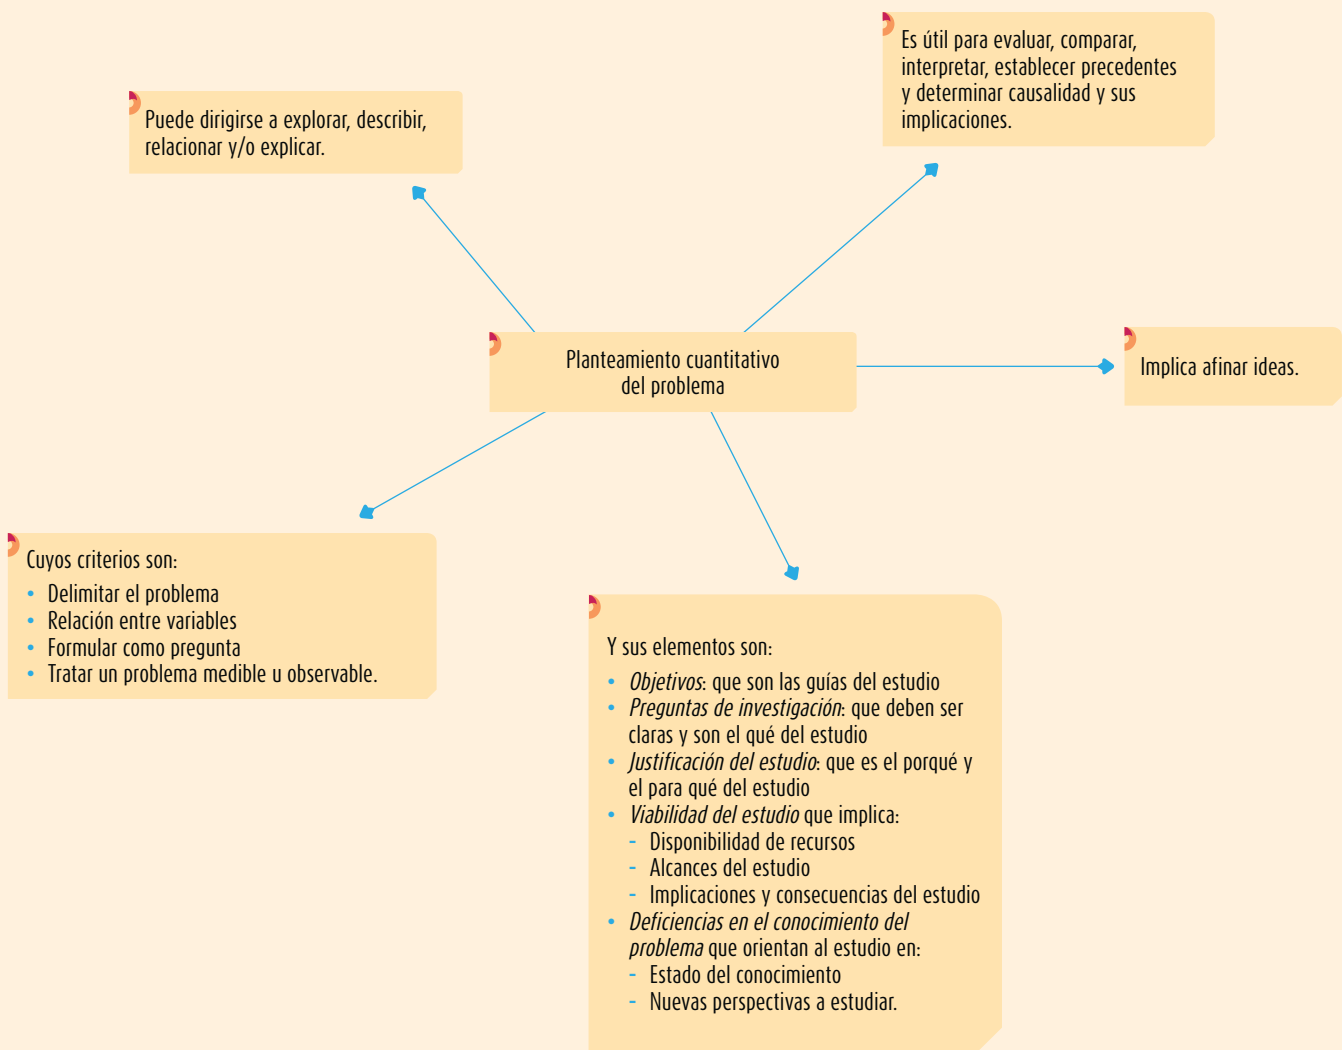 Es útil para evaluar, comparar,
interpretar, establecer precedentes
y determinar causalidad y sus
implicaciones.
Puede dirigirse a explorar, describir,
relacionar y/o explicar.
Planteamiento cuantitativo
del problema
Implica afinar ideas.
Cuyos criterios son:
• Delimitar el problema
• Relación entre variables
• Formular como pregunta
• Tratar un problema medible u observable.
Y sus elementos son:
• Objetivos: que son las guías del estudio
• Preguntas de investigación: que deben ser
claras y son el qué del estudio
• Justificación del estudio: que es el porqué y
el para qué del estudio
• Viabilidad del estudio que implica:
- Disponibilidad de recursos
- Alcances del estudio
- Implicaciones y consecuencias del estudio
• Deficiencias en el conocimiento del
problema que orientan al estudio en:
- Estado del conocimiento
- Nuevas perspectivas a estudiar.